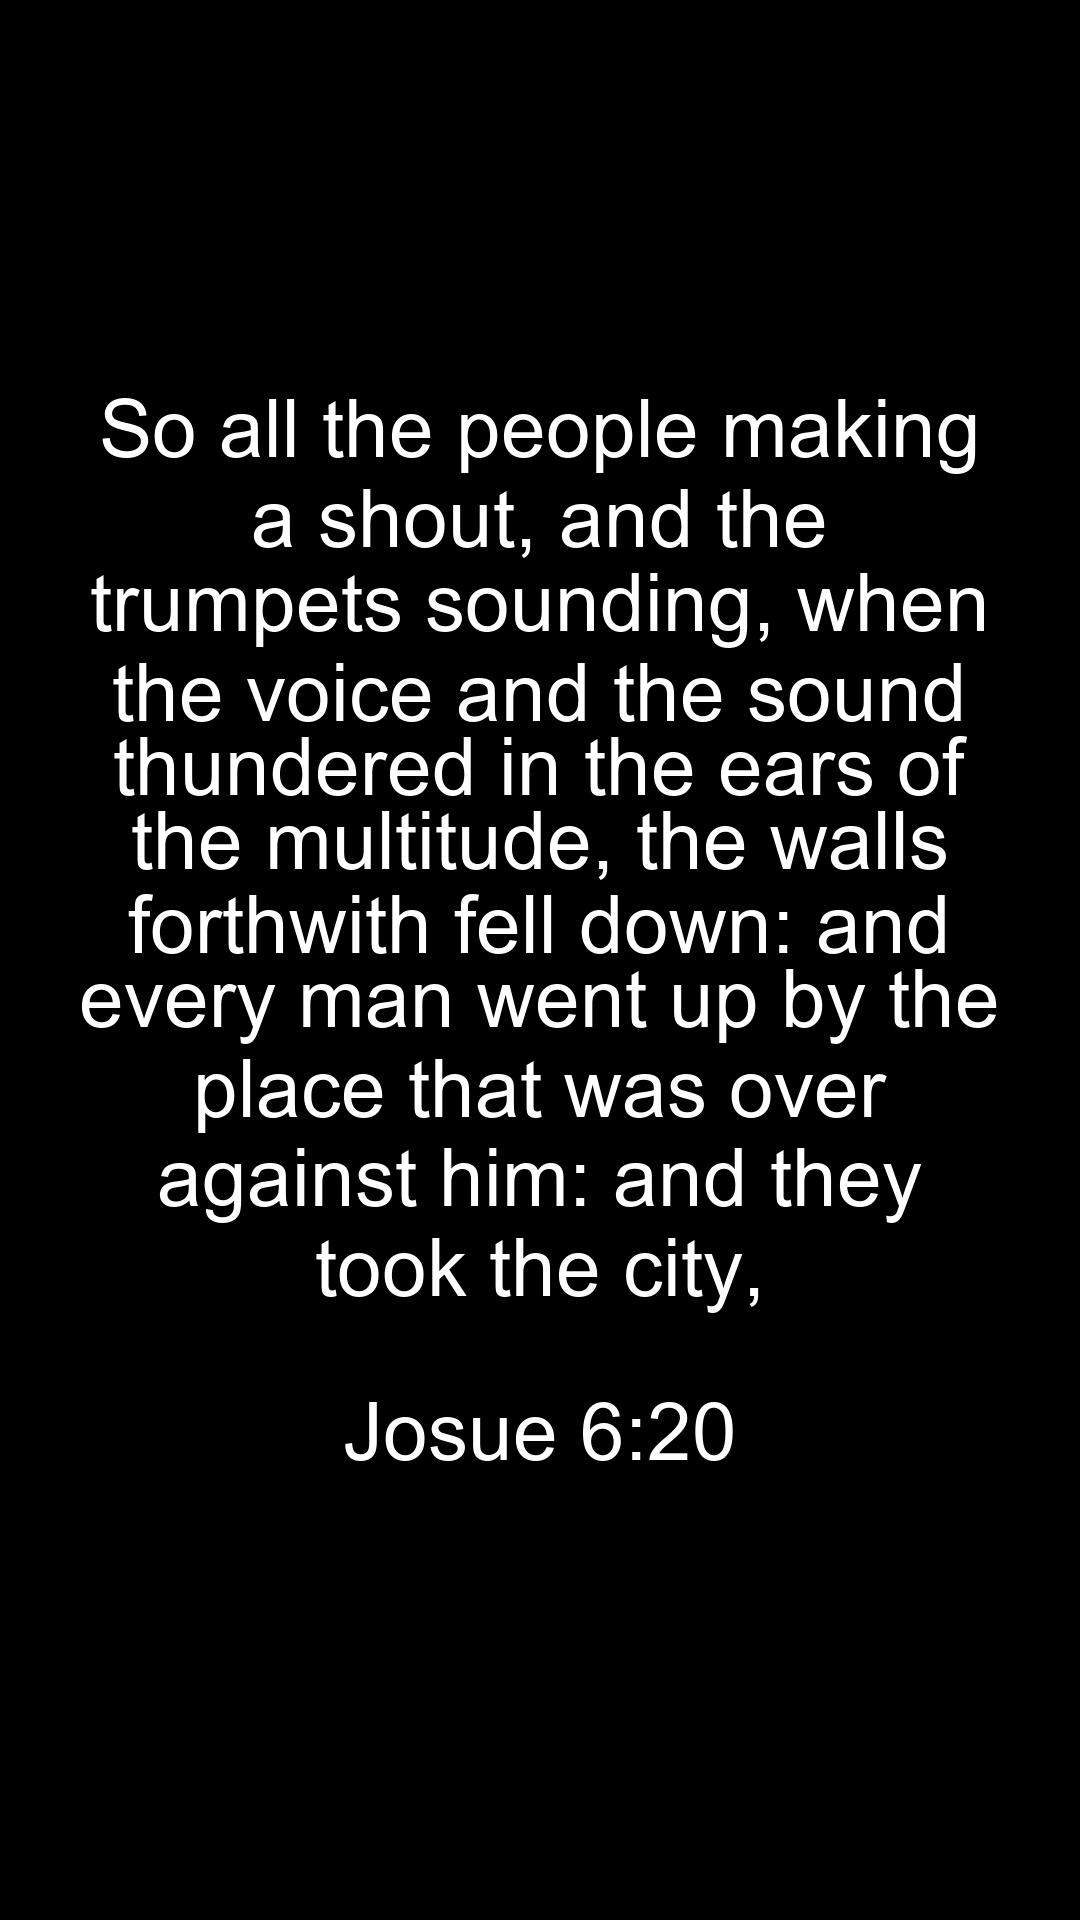 So all the people making
a shout, and the
trumpets sounding, when
the voice and the sound
thundered in the ears of
the multitude, the walls
forthwith fell down: and
every man went up by the
place that was over
against him: and they
took the city,
Josue 6:20